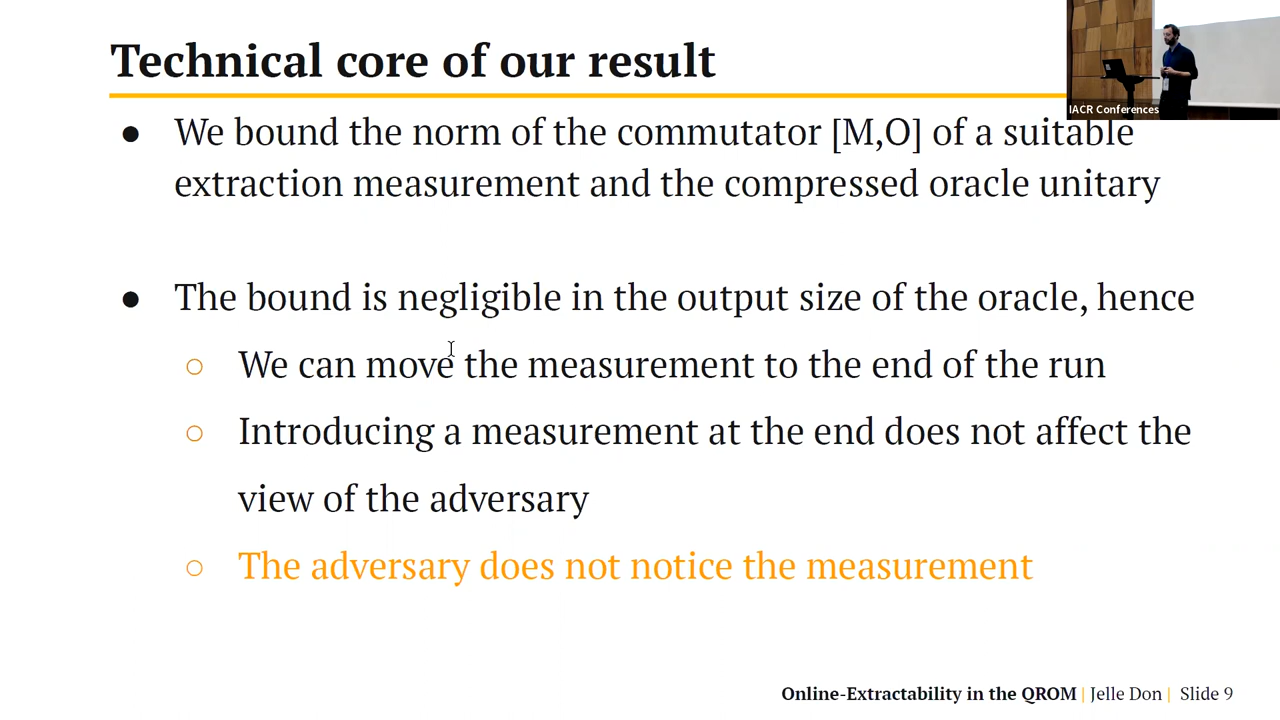 Technical core of our result
IACR Conferences
● We bound the norm of the commutator [M,O] of a suitable
extraction measurement and the compressed oracle unitary
● The bound is negligible in the output size of the oracle, hence
○ We can move the measurement to the end of the run
○ Introducing a measurement at the end does not affect the
view of the adversary
○ The adversary does not notice the measurement
Online-Extractability in the QROM | Jelle Don | Slide 9